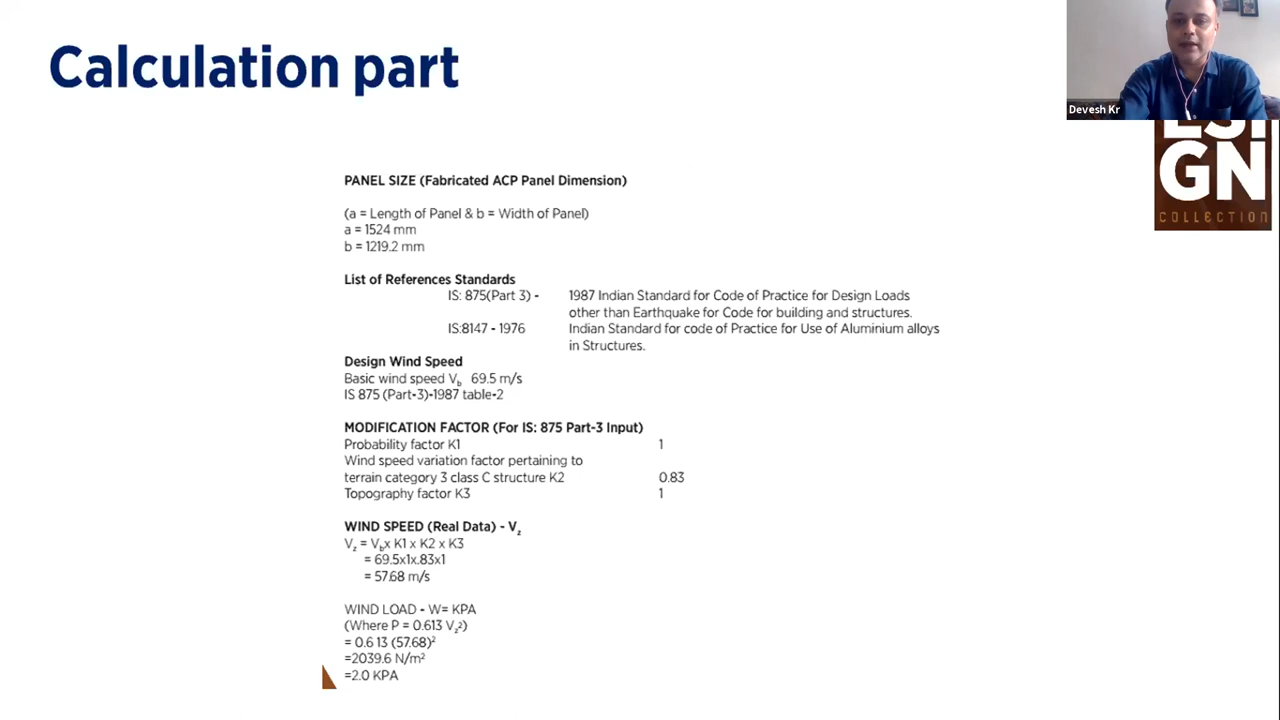 Calculation part
Devesh Kr
GN
COLLECTION
PANEL SIZE (Fabricated ACP Panel Dimension)
(a = Length of Panel & b = Width of Panel)
a = 1524 mm
b = 1219.2 mm
List of References Standards
IS: 875(Part 3) - 1987 Indian Standard for Code of Practice for Design Loads
other than Earthquake for Code for building and structures.
IS:8147 - 1976 Indian Standard for code of Practice for Use of Aluminium alloys
in Structures.
Design Wind Speed
Basic wind speed Vb 69.5 m/s
IS 875 (Part-3)-1987 table-2
MODIFICATION FACTOR (For IS: 875 Part-3 Input)
Probability factor K1 1
Wind speed variation factor pertaining to
terrain category 3 class C structure K2 0.83
Topography factor K3 1
WIND SPEED (Real Data) - Vz
Vz = Vbx K1 x K2 x K3
= 69.5x1x.83x1
= 57.68 m/s
WIND LOAD - W= KPA
(Where P = 0.613 Vz²)
= 0.6 13 (57.68)²
=2039.6 N/m²
=2.0 KPA